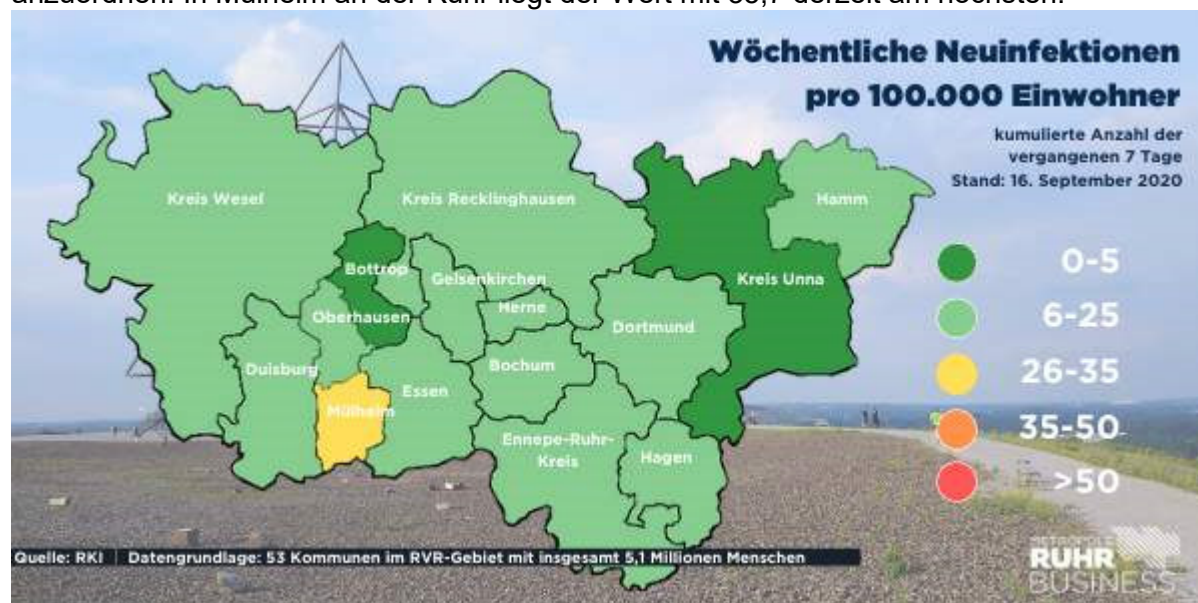 Wöchentliche Neuinfektionen
pro 100.000 Einwohner
kumulierte Anzahl der
vergangenen 7 Tage
Stand: 16. September 2020
Kreis Wesel
Kreis Recklinghausen
Hamm
Bottrop
Gelsenkirchen
Kreis Unna
Herne
Oberhausen
Dortmund
Duisburg
Bochum
Essen
Mülheim
Ennepe-Ruhr-
Kreis
Hagen
0-5
6-25
26-35
35-50
>50
Quelle: RKI | Datengrundlage: 53 Kommunen im RVR-Gebiet mit insgesamt 5,1 Millionen Menschen
METROPOLE
RUHR
BUSINESS